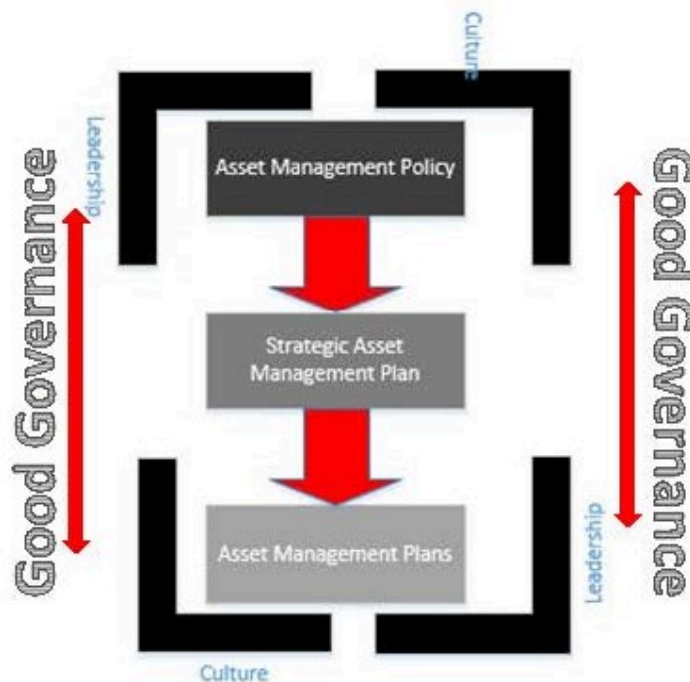 Culture
Leadership
Good Governance
Asset Management Policy
Good Governance
Strategic Asset
Management Plan
Asset Management Plans
Leadership
Culture